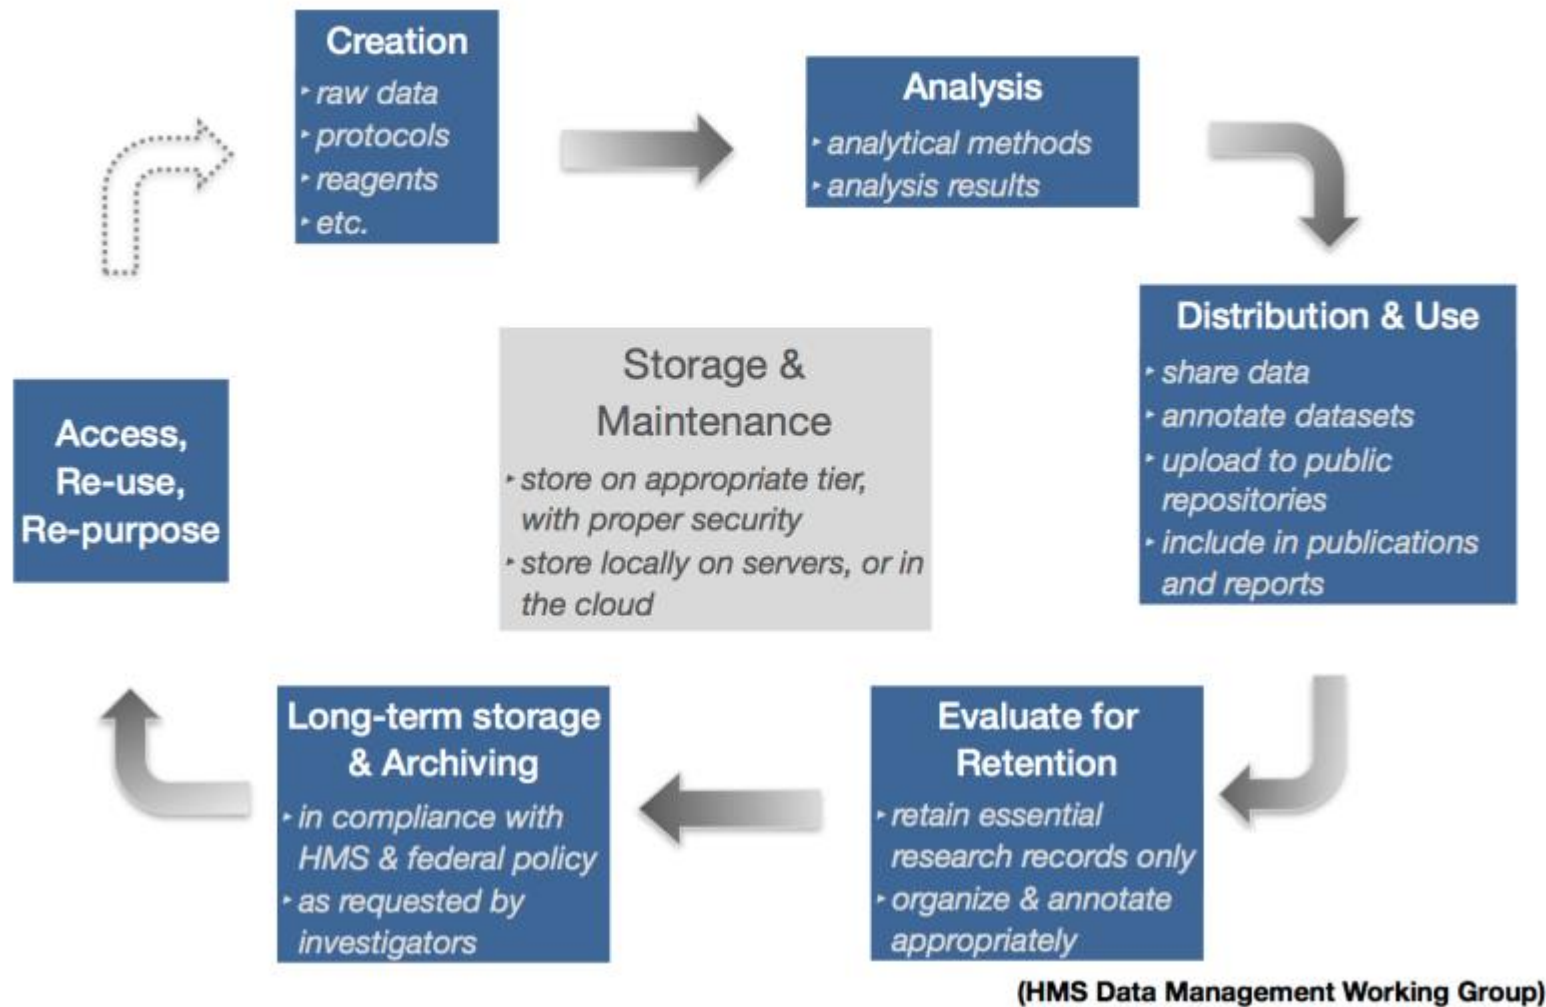 Creation
‣ raw data
‣ protocols
‣ reagents
‣ etc.
Analysis
‣ analytical methods
‣ analysis results
Distribution & Use
‣ share data
‣ annotate datasets
‣ upload to public
repositories
‣ include in publications
and reports
Storage &
Maintenance
‣ store on appropriate tier,
with proper security
‣ store locally on servers, or in
the cloud
Access,
Re-use,
Re-purpose
Long-term storage
& Archiving
‣ in compliance with
HMS & federal policy
‣ as requested by
investigators
Evaluate for
Retention
‣ retain essential
research records only
‣ organize & annotate
appropriately
(HMS Data Management Working Group)